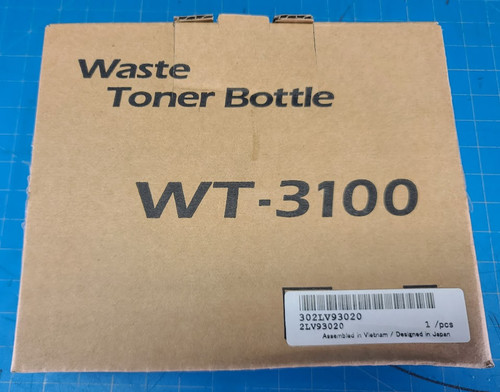 Waste
Toner Bottle
WT-3100
302LV93020
2LV93020 1 /pcs
Assembled in Vietnam / Designed in Japan